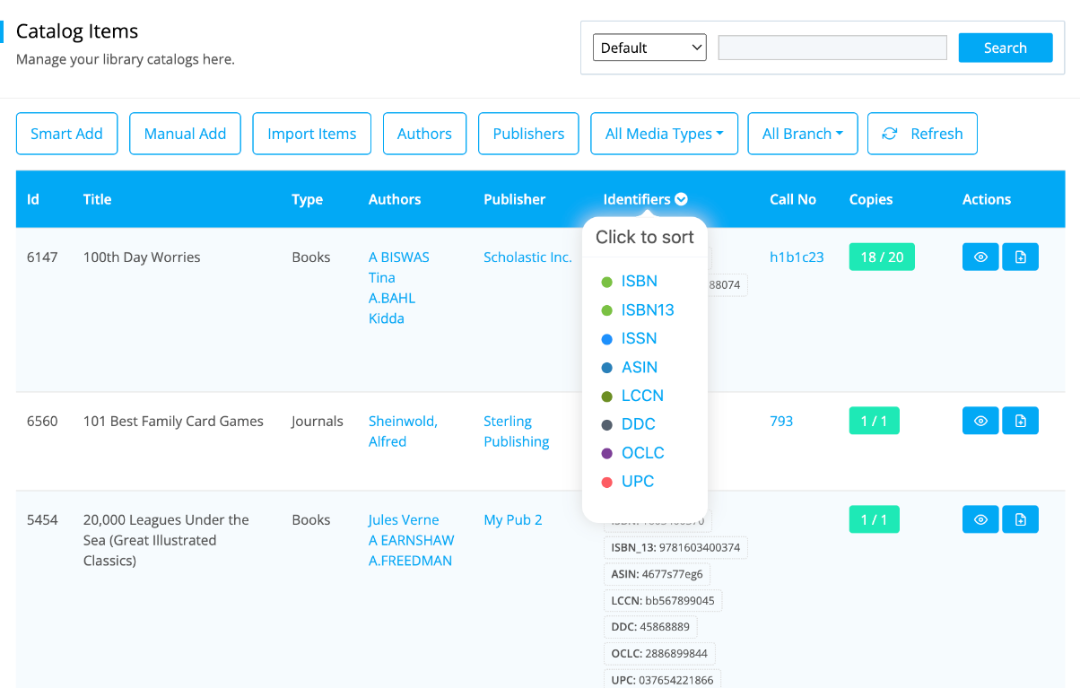 Catalog Items
Manage your library catalogs here.
Default
Search
Smart Add
Manual Add
Import Items
Authors
Publishers
All Media Types
All Branch
Refresh
Id Title Type Authors Publisher Identifiers Call No Copies Actions
Click to sort
ISBN
ISBN13
ISSN
ASIN
LCCN
DDC
OCLC
UPC
6147 100th Day Worries Books A BISWAS Scholastic Inc. h1b1c23 18 / 20
Tina
A.BAHL
Kidda
88074
6560 101 Best Family Card Games Journals Sheinwold, Sterling 793 1 / 1
Alfred Publishing
5454 20,000 Leagues Under the Books Jules Verne My Pub 2 1 / 1
Sea (Great Illustrated A EARNSHAW
Classics) A.FREEDMAN
ISBN_13: 9781603400374
ASIN: 4677s77eg6
LCCN: bb567899045
DDC: 45868889
OCLC: 2886899844
UPC: 037654221866